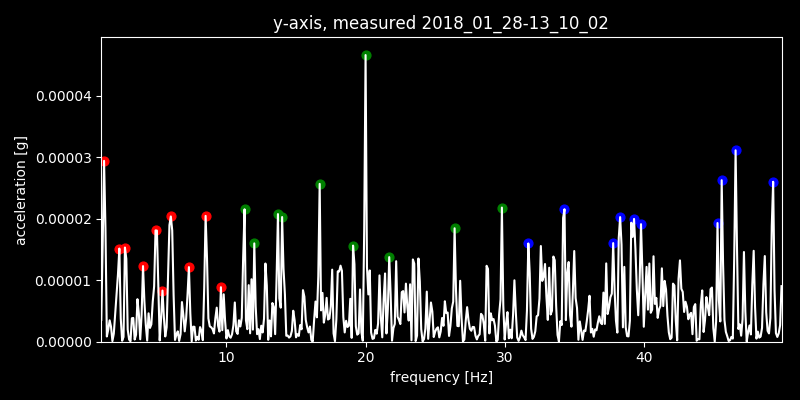 y-axis, measured 2018_01_28-13_10_02
acceleration [g]
0.00004
0.00003
0.00002
0.00001
0.00000
10 20 30 40
frequency [Hz]